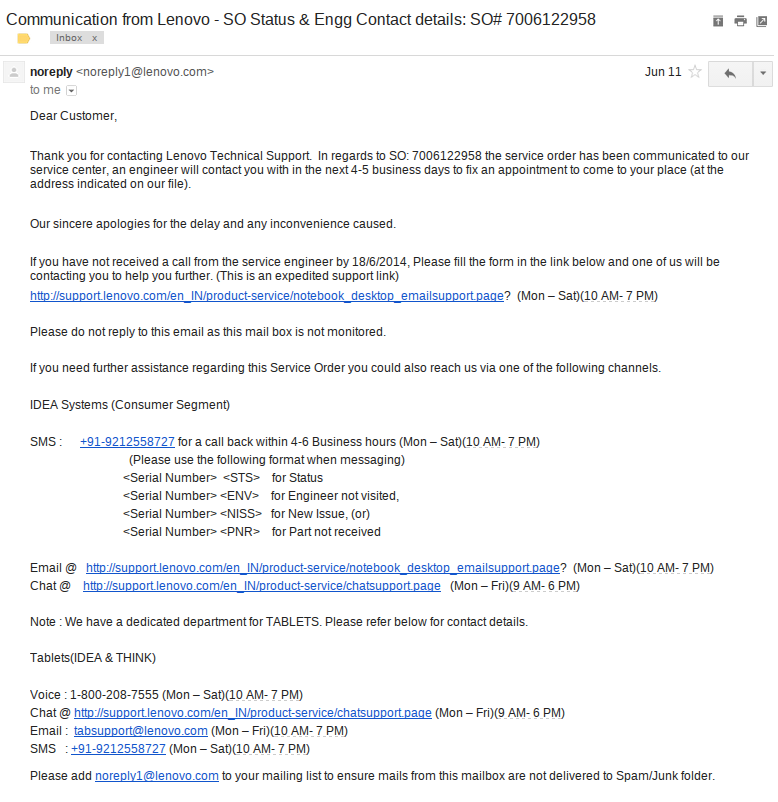 Communication from Lenovo - SO Status & Engg Contact details: SO# 7006122958
Inbox x
noreply <noreply1@lenovo.com>
Jun 11
to me
Dear Customer,
Thank you for contacting Lenovo Technical Support.  In regards to SO: 7006122958 the service order has been communicated to our
service center, an engineer will contact you with in the next 4-5 business days to fix an appointment to come to your place (at the
address indicated on our file).
Our sincere apologies for the delay and any inconvenience caused.
If you have not received a call from the service engineer by 18/6/2014, Please fill the form in the link below and one of us will be
contacting you to help you further. (This is an expedited support link)
http://support.lenovo.com/en_IN/product-service/notebook_desktop_emailsupport.page?  (Mon – Sat)(10 AM- 7 PM)
Please do not reply to this email as this mail box is not monitored.
If you need further assistance regarding this Service Order you could also reach us via one of the following channels.
IDEA Systems (Consumer Segment)
SMS :      +91-9212558727 for a call back within 4-6 Business hours (Mon – Sat)(10 AM- 7 PM)
(Please use the following format when messaging)
<Serial Number>  <STS>    for Status
<Serial Number> <ENV>    for Engineer not visited,
<Serial Number> <NISS>   for New Issue, (or)
<Serial Number> <PNR>    for Part not received
Email @   http://support.lenovo.com/en_IN/product-service/notebook_desktop_emailsupport.page?  (Mon – Sat)(10 AM- 7 PM)
Chat @    http://support.lenovo.com/en_IN/product-service/chatsupport.page   (Mon – Fri)(9 AM- 6 PM)
Note : We have a dedicated department for TABLETS. Please refer below for contact details.
Tablets(IDEA & THINK)
Voice : 1-800-208-7555 (Mon – Sat)(10 AM- 7 PM)
Chat @ http://support.lenovo.com/en_IN/product-service/chatsupport.page (Mon – Fri)(9 AM- 6 PM)
Email :  tabsupport@lenovo.com (Mon – Fri)(10 AM- 7 PM)
SMS   : +91-9212558727 (Mon – Sat)(10 AM- 7 PM)
Please add noreply1@lenovo.com to your mailing list to ensure mails from this mailbox are not delivered to Spam/Junk folder.